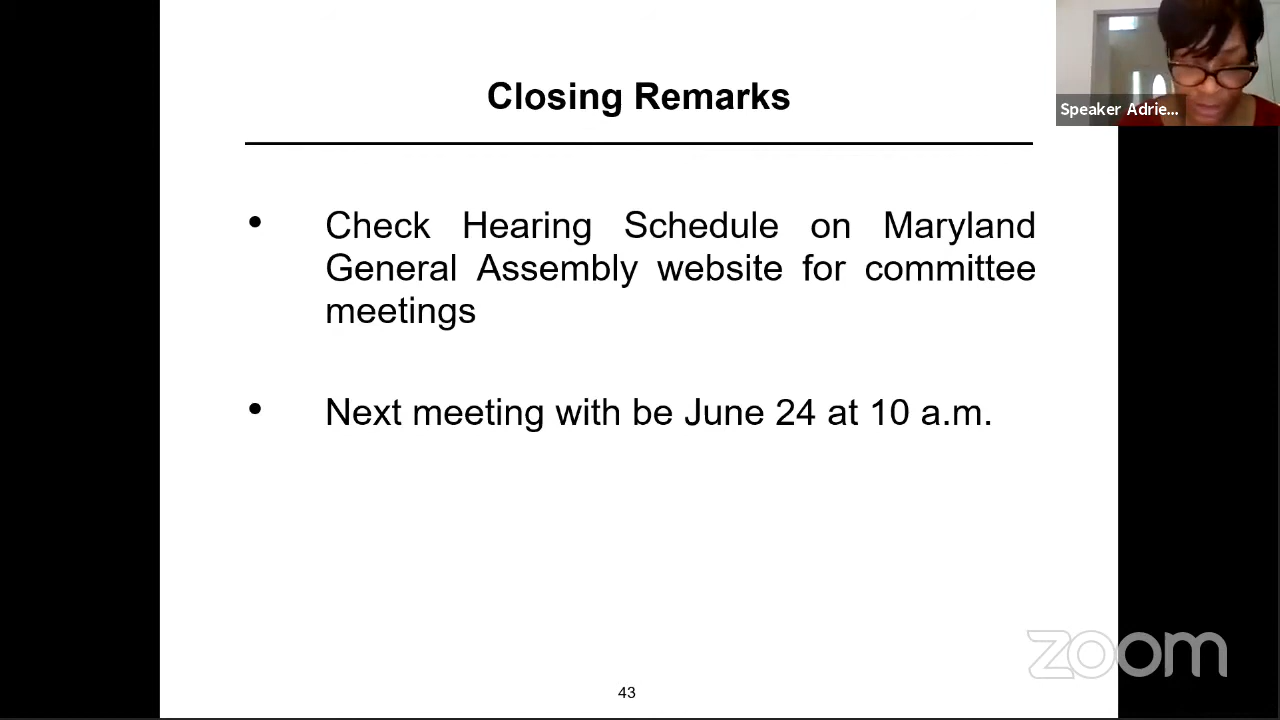 Closing Remarks
Speaker Adrie...
• Check Hearing Schedule on Maryland
General Assembly website for committee
meetings
• Next meeting with be June 24 at 10 a.m.
zoom
43